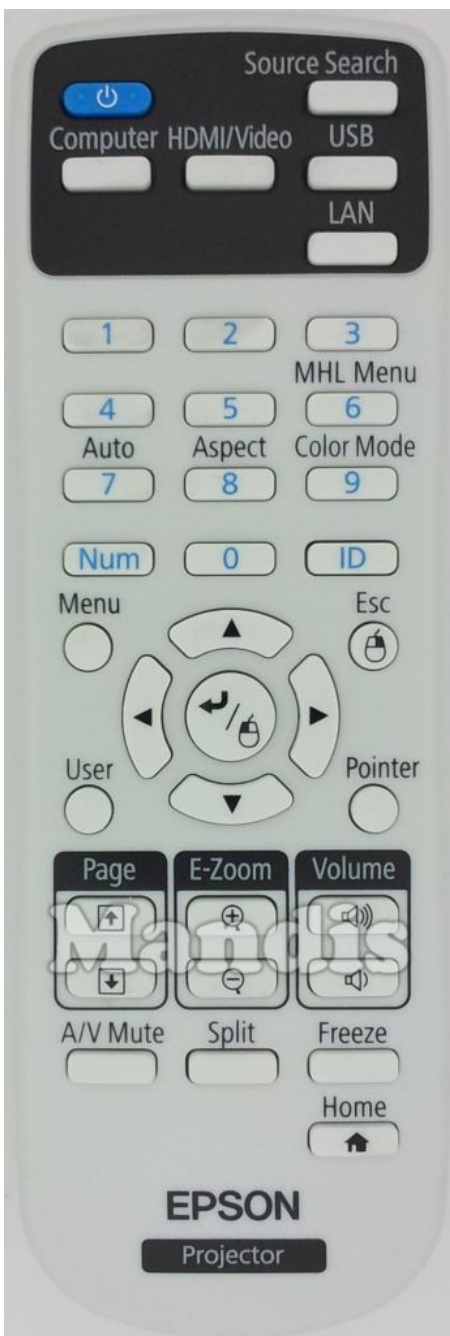 Source Search
Computer HDMI/Video USB
LAN
1 2 3
MHL Menu
4 5 6
Auto Aspect Color Mode
7 8 9
Num 0 ID
Menu Esc
User Pointer
Page E-Zoom Volume
Mandis
A/V Mute Split Freeze
Home
EPSON
Projector